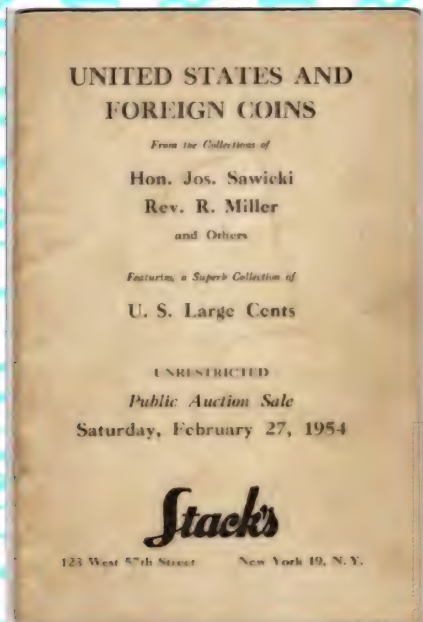 UNITED STATES AND
FOREIGN COINS
From the Collections of
Hon. Jos. Sawicki
Rev. R. Miller
and Others
Featuring a Superb Collection of
U. S. Large Cents
UNRESTRICTED
Public Auction Sale
Saturday, February 27, 1954
Stack's
123 West 57th Street New York 19, N. Y.